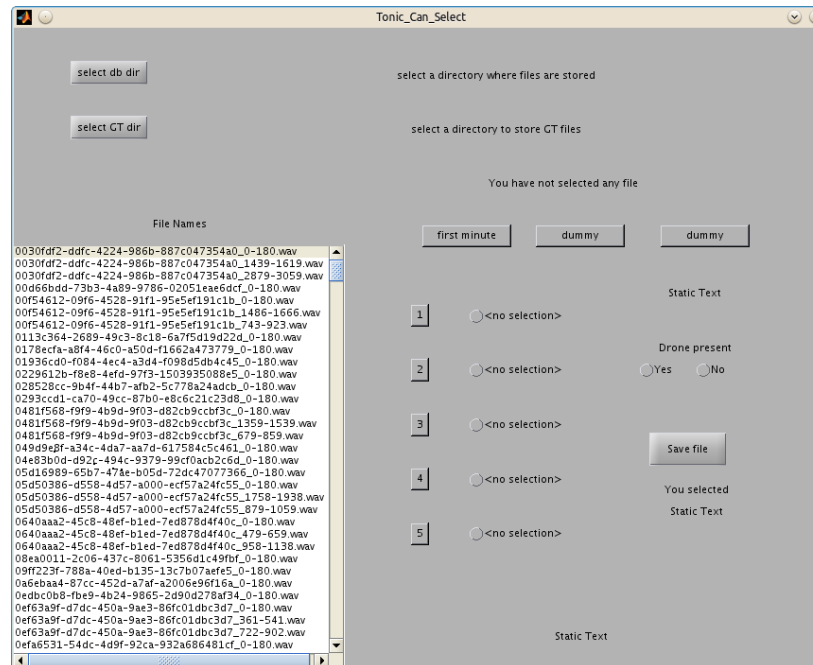 Tonic_Can_Select
select db dir
select a directory where files are stored
select GT dir
select a directory to store GT files
You have not selected any file
File Names
first minute
dummy
dummy
0030fdf2-ddfc-4224-986b-887c047354a0_0-180.wav
0030fdf2-ddfc-4224-986b-887c047354a0_1439-1619.wav
0030fdf2-ddfc-4224-986b-887c047354a0_2879-3059.wav
00d66bdd-73b3-4a89-9786-02051eae6dcf_0-180.wav
00f54612-09f6-4528-91f1-95e5ef191c1b_0-180.wav
00f54612-09f6-4528-91f1-95e5ef191c1b_1486-1666.wav
00f54612-09f6-4528-91f1-95e5ef191c1b_743-923.wav
0113c364-2689-49c3-8c18-6a7f5d19d22d_0-180.wav
0178ecfa-a8f4-46c0-a50d-f1662a473779_0-180.wav
01936cd0-f084-4ec4-a3d4-f098d5db4c45_0-180.wav
0229612b-f8e8-4efd-97f3-1503935088e5_0-180.wav
028528cc-9b4f-44b7-afb2-5c778a24adcb_0-180.wav
0293ccd1-ca70-49cc-87b0-e8c6c21c23d8_0-180.wav
0481f568-f9f9-4b9d-9f03-d82cb9ccbf3c_0-180.wav
0481f568-f9f9-4b9d-9f03-d82cb9ccbf3c_1359-1539.wav
0481f568-f9f9-4b9d-9f03-d82cb9ccbf3c_679-859.wav
04e83b0d-d92c-494c-9379-99cf0acb2c6d_0-180.wav
05d16989-65b7-47ae-b05d-72dc47077366_0-180.wav
05d50386-d558-4d57-a000-ecf57a24fc55_0-180.wav
05d50386-d558-4d57-a000-ecf57a24fc55_1758-1938.wav
05d50386-d558-4d57-a000-ecf57a24fc55_879-1059.wav
0640aaa2-45c8-48ef-b1ed-7ed878d4f40c_0-180.wav
0640aaa2-45c8-48ef-b1ed-7ed878d4f40c_479-659.wav
0640aaa2-45c8-48ef-b1ed-7ed878d4f40c_958-1138.wav
08ea0011-2c06-437c-8061-5356d1c49fbf_0-180.wav
09ff223f-788a-40ed-b135-13c7b07aefe5_0-180.wav
0a6ebaa4-87cc-452d-a7af-a2006e96f16a_0-180.wav
0edbc0b8-fbe9-4b24-9865-2d90d278af34_0-180.wav
0ef63a9f-d7dc-450a-9ae3-86fc01dbc3d7_0-180.wav
0ef63a9f-d7dc-450a-9ae3-86fc01dbc3d7_361-541.wav
0ef63a9f-d7dc-450a-9ae3-86fc01dbc3d7_722-902.wav
0efa6531-54dc-4d9f-92ca-932a686481cf_0-180.wav
Static Text
1 <no selection>
Drone present
2 <no selection>
Yes No
3 <no selection>
Save file
4 <no selection>
You selected
Static Text
5 <no selection>
Static Text